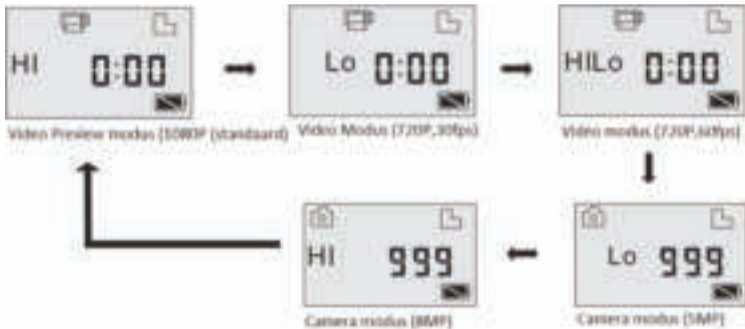 HI 0:00
Lo 0:00
HILo 0:00
Video Preview modus (1080P (standaard)
Video Modus (720P,30fps)
Video modus (720P,60fps)
HI 999
Lo 999
Camera modus (8MP)
Camera modus (5MP)